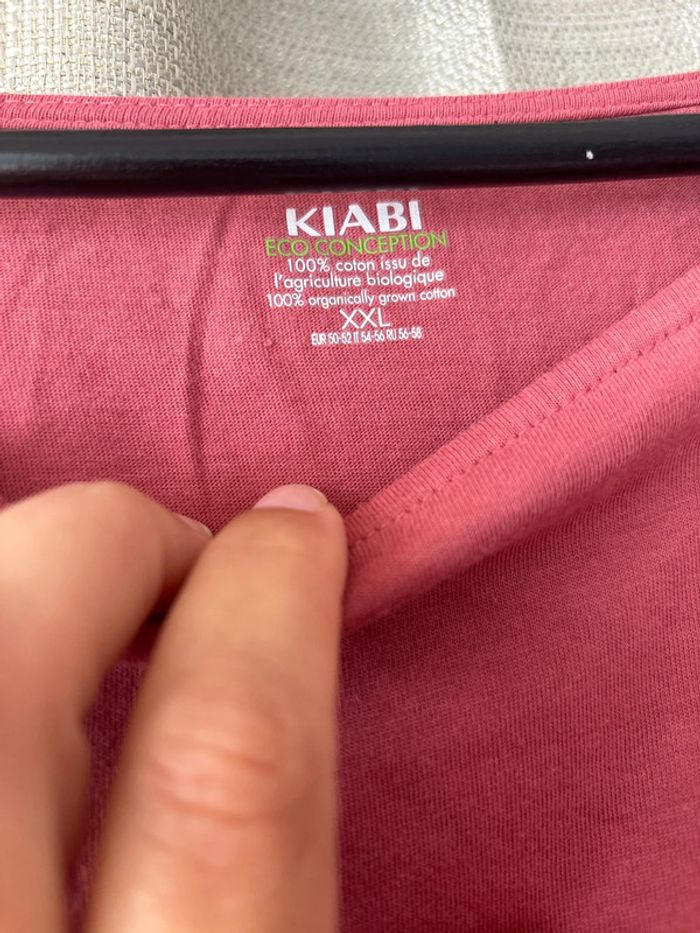 KIABI
ECO CONCEPTION
100% coton issu de
l'agriculture biologique
100% organically grown cotton
XXL
EUR 50-52 IT 54-56 RU 56-58